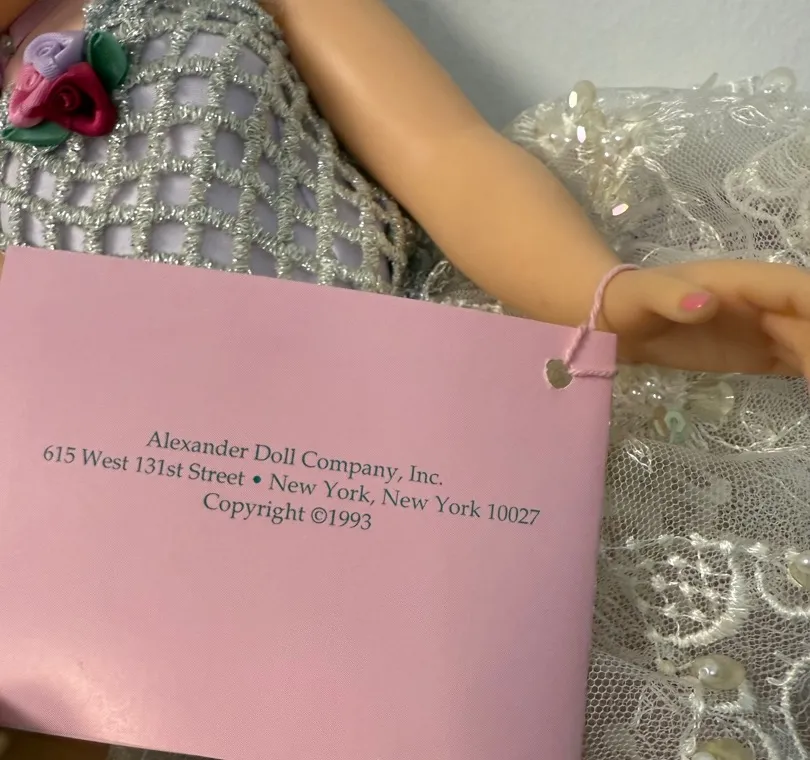 Alexander Doll Company, Inc.
615 West 131st Street • New York, New York 10027
Copyright ©1993